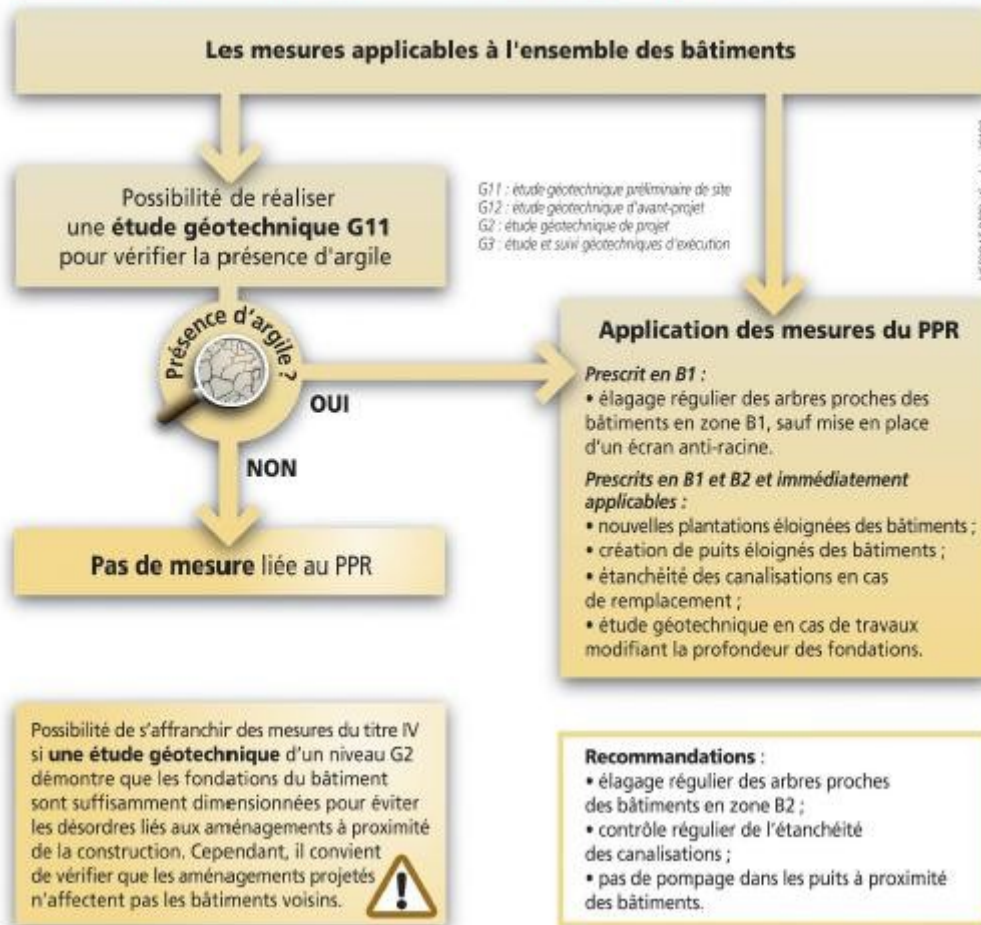 Les mesures applicables à l'ensemble des bâtiments
Possibilité de réaliser
une étude géotechnique G11
pour vérifier la présence d'argile
G11 : étude géotechnique préliminaire de site
G12 : étude géotechnique d'avant-projet
G2 : étude géotechnique de projet
G3 : étude et suivi géotechniques d'exécution
Présence d'argile ?
OUI
NON
Pas de mesure liée au PPR
Application des mesures du PPR
Prescrit en B1 :
• élagage régulier des arbres proches des
bâtiments en zone B1, sauf mise en place
d'un écran anti-racine.
Prescrits en B1 et B2 et immédiatement
applicables :
• nouvelles plantations éloignées des bâtiments ;
• création de puits éloignés des bâtiments ;
• étanchéité des canalisations en cas
de remplacement ;
• étude géotechnique en cas de travaux
modifiant la profondeur des fondations.
Possibilité de s'affranchir des mesures du titre IV
si une étude géotechnique d'un niveau G2
démontre que les fondations du bâtiment
sont suffisamment dimensionnées pour éviter
les désordres liés aux aménagements à proximité
de la construction. Cependant, il convient
de vérifier que les aménagements projetés
n'affectent pas les bâtiments voisins.
Recommandations :
• élagage régulier des arbres proches
des bâtiments en zone B2 ;
• contrôle régulier de l'étanchéité
des canalisations ;
• pas de pompage dans les puits à proximité
des bâtiments.